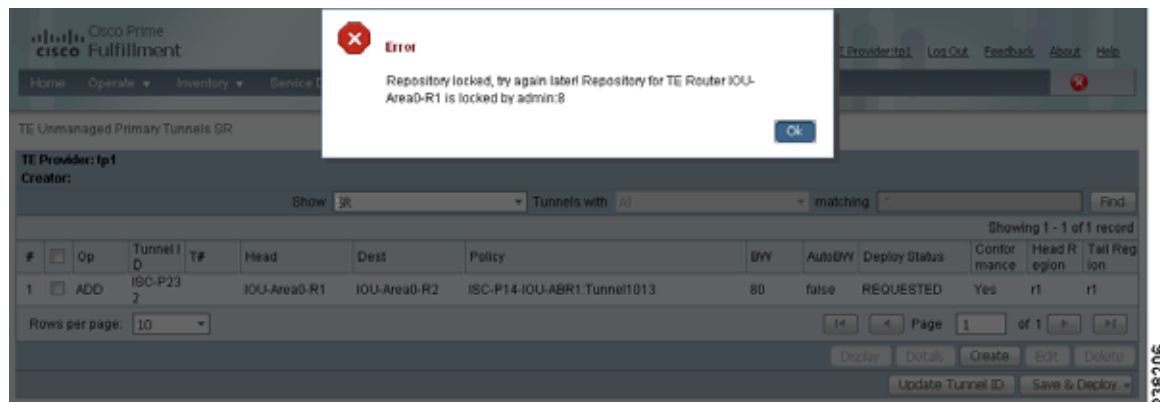 Cisco Prime
cisco Fulfillment
E Provider:tp1 Log Out Feedback About Help
Home Operate Inventory Service D
Error
Repository locked, try again later! Repository for TE Router IOU-
Area0-R1 is locked by admin:8
Ok
TE Unmanaged Primary Tunnels SR
TE Provider: tp1
Creator:
Show SR Tunnels with All matching * Find
Showing 1 - 1 of 1 record
# Op Tunnel I
D T# Head Dest Policy BW AutoBW Deploy Status Confor
mance Head R
egion Tail Reg
ion
1 ADD ISC-P23
2 IOU-Area0-R1 IOU-Area0-R2 ISC-P14-IOU-ABR1:Tunnel1013 80 false REQUESTED Yes r1 r1
Rows per page: 10 Page 1 of 1
Display Details Create Edit Delete
Update Tunnel ID Save & Deploy
238206